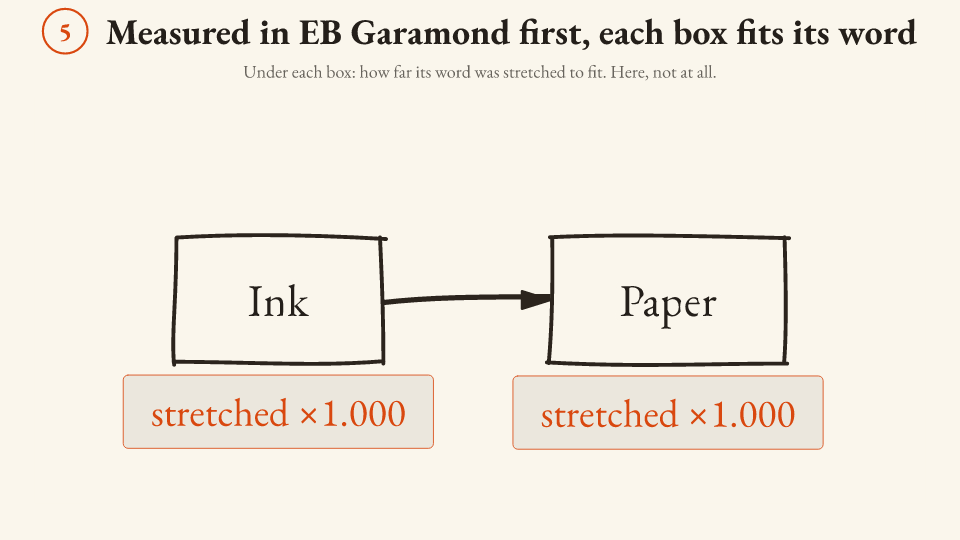 5 Measured in EB Garamond first, each box fits its word
Under each box: how far its word was stretched to fit. Here, not at all.
Ink
Paper
stretched ×1.000
stretched ×1.000